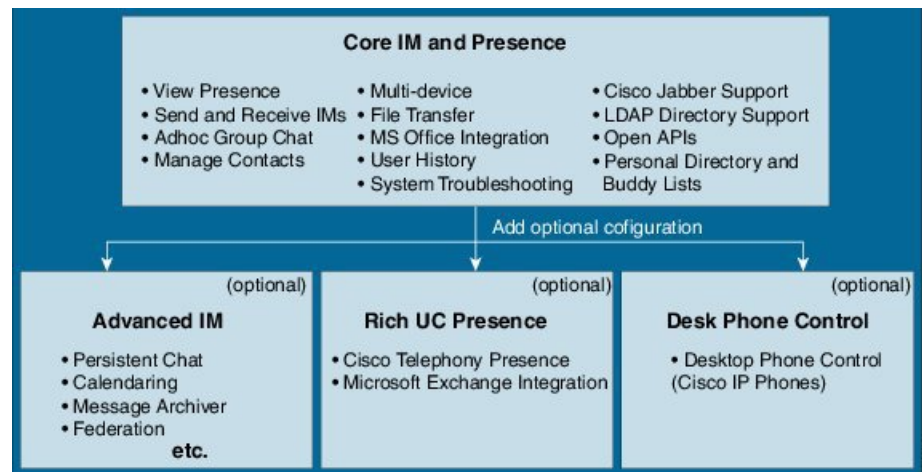 Core IM and Presence
• View Presence
• Send and Receive IMs
• Adhoc Group Chat
• Manage Contacts
• Multi-device
• File Transfer
• MS Office Integration
• User History
• System Troubleshooting
• Cisco Jabber Support
• LDAP Directory Support
• Open APIs
• Personal Directory and
Buddy Lists
Add optional cofiguration
(optional)
Advanced IM
• Persistent Chat
• Calendaring
• Message Archiver
• Federation
etc.
(optional)
Rich UC Presence
• Cisco Telephony Presence
• Microsoft Exchange Integration
(optional)
Desk Phone Control
• Desktop Phone Control
(Cisco IP Phones)